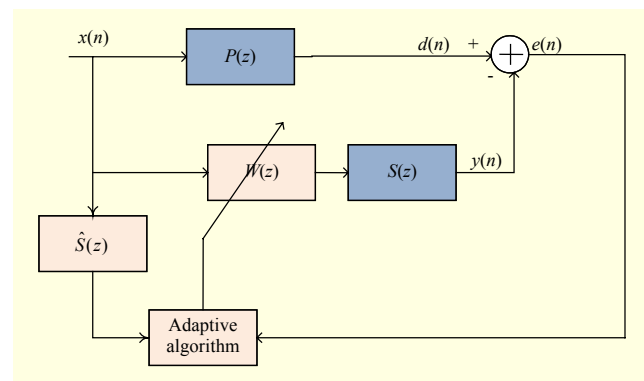 x(n)
P(z)
d(n)
+
e(n)
-
W(z)
S(z)
y(n)
Ŝ(z)
Adaptive
algorithm